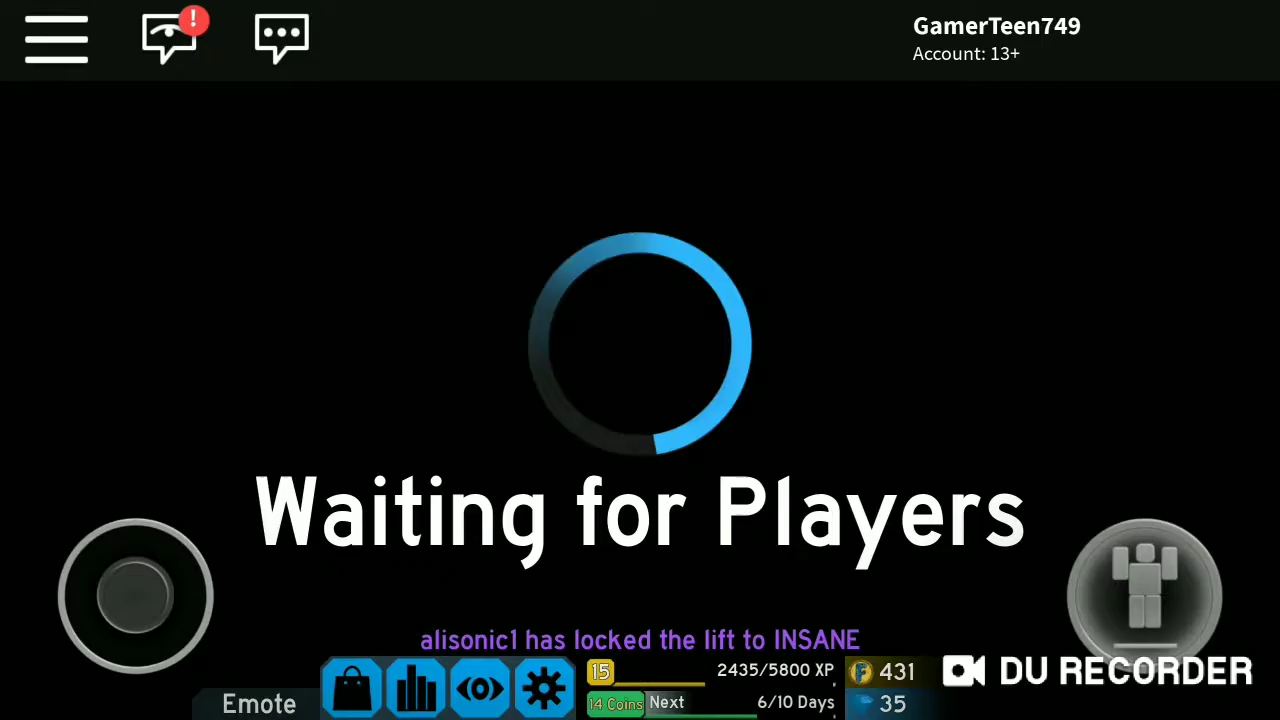 !
GamerTeen749
Account: 13+
Waiting for Players
alisonic1 has locked the lift to INSANE
15
2435/5800 XP
431
DU RECORDER
Emote
14 Coins
Next
6/10 Days
35